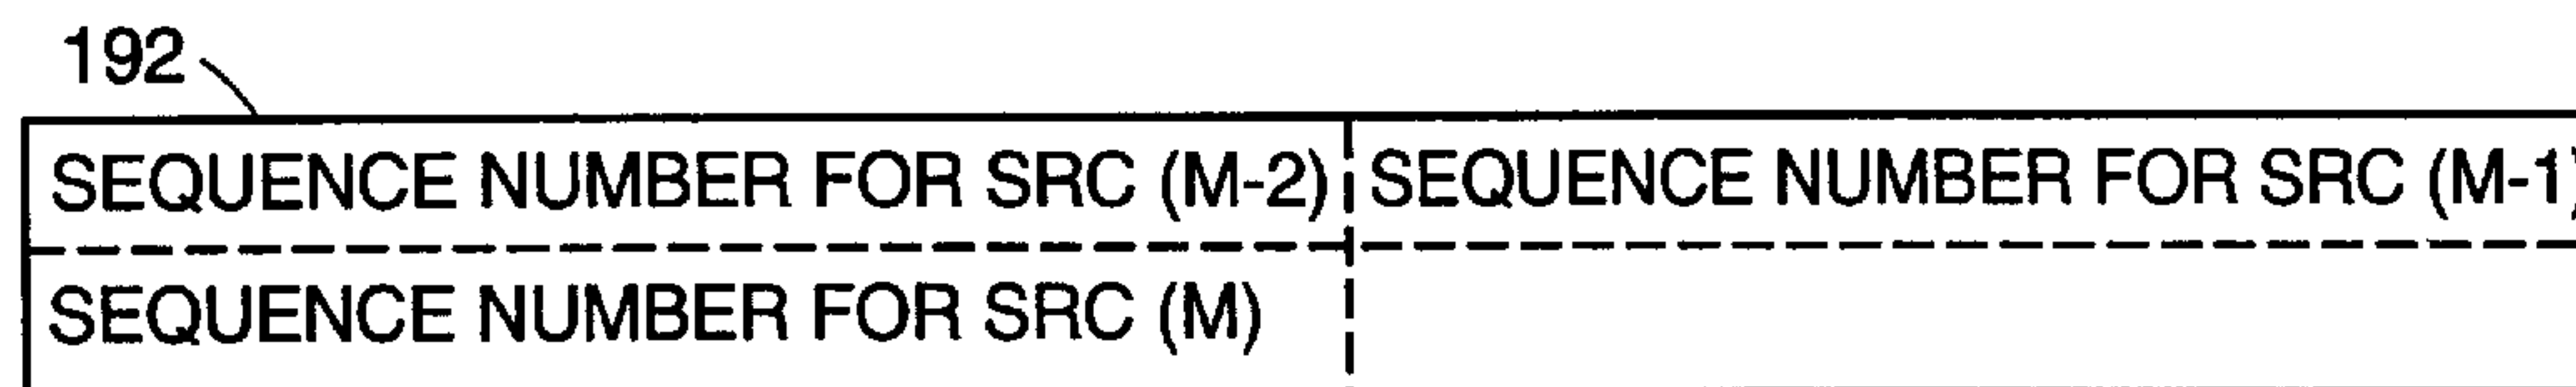 192
SEQUENCE NUMBER FOR SRC (M-2) SEQUENCE NUMBER FOR SRC (M-1)
SEQUENCE NUMBER FOR SRC (M)